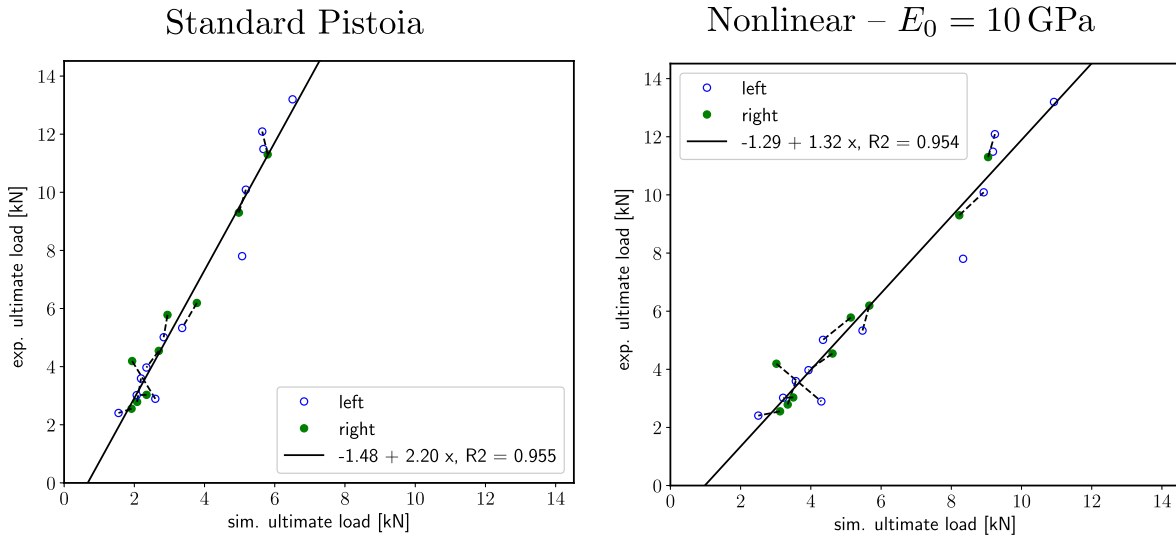 Standard Pistoia
14
12
10
8
6
4
2
0
0 2 4 6 8 10 12 14
exp. ultimate load [kN]
sim. ultimate load [kN]
left
right
-1.48 + 2.20 x, R2 = 0.955
Nonlinear – E₀ = 10 GPa
left
right
-1.29 + 1.32 x, R2 = 0.954
14
12
10
8
6
4
2
0
0 2 4 6 8 10 12 14
exp. ultimate load [kN]
sim. ultimate load [kN]